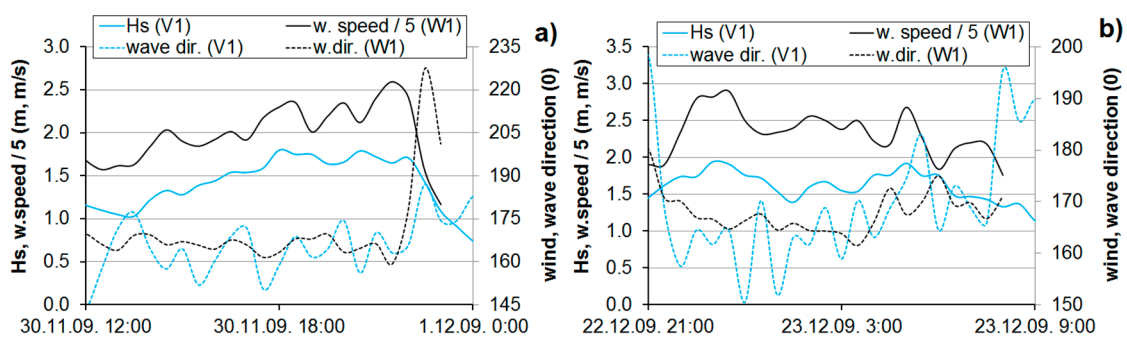 Hs (V1) w. speed / 5 (W1)
wave dir. (V1) w.dir. (W1)
a)
Hs, w.speed / 5 (m, m/s)
3.0
2.5
2.0
1.5
1.0
0.5
0.0
235
220
205
190
175
160
145
wind, wave direction (0)
30.11.09. 12:00 30.11.09. 18:00 1.12.09. 0:00
Hs (V1) w. speed / 5 (W1)
wave dir. (V1) w.dir. (W1)
b)
Hs, w.speed / 5 (m, m/s)
3.5
3.0
2.5
2.0
1.5
1.0
0.5
0.0
200
190
180
170
160
150
wind, wave direction (0)
22.12.09. 21:00 23.12.09. 3:00 23.12.09. 9:00